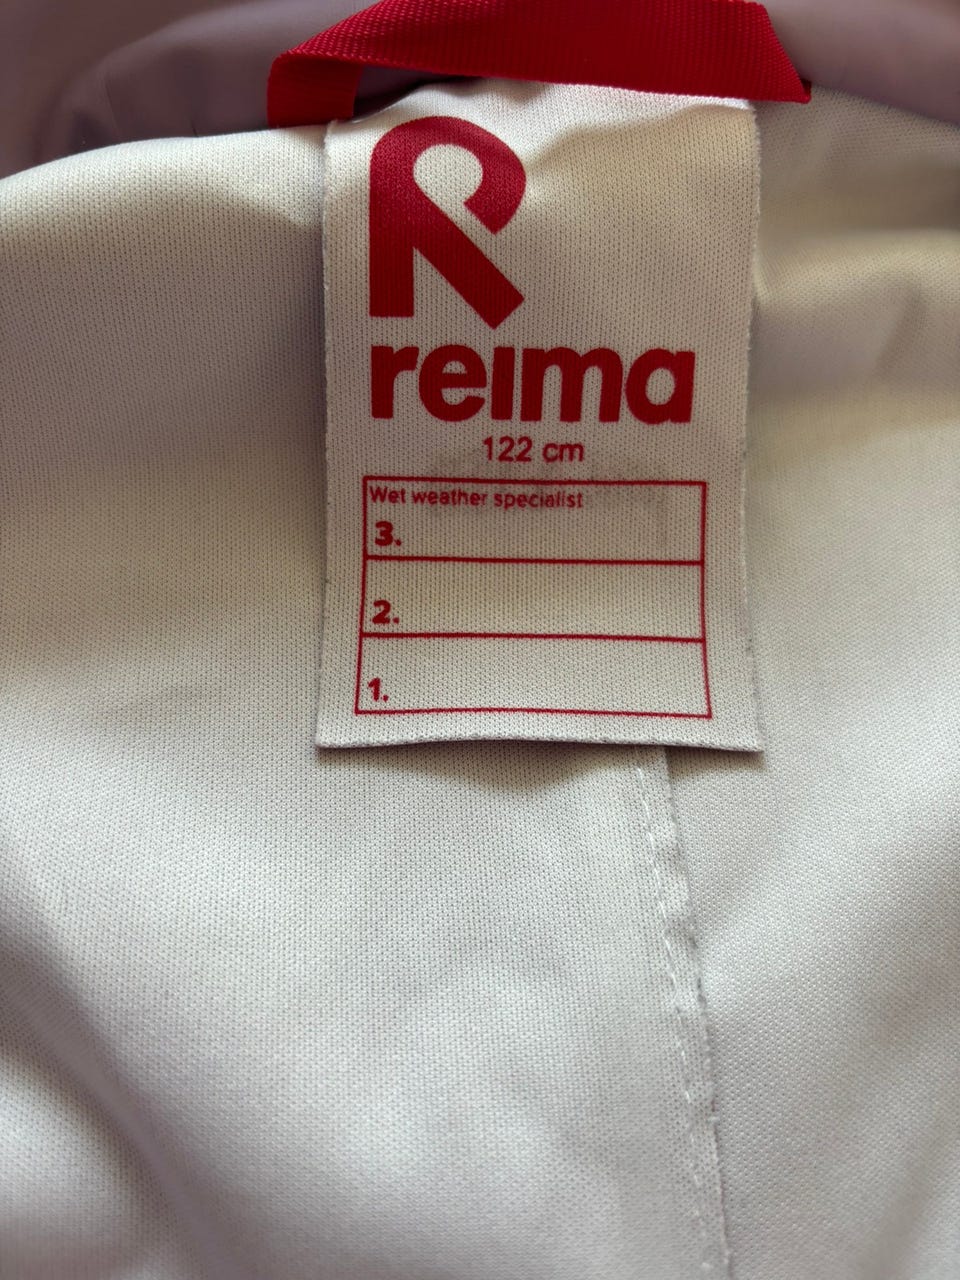 reima
122 cm
Wet weather specialist
3.
2.
1.